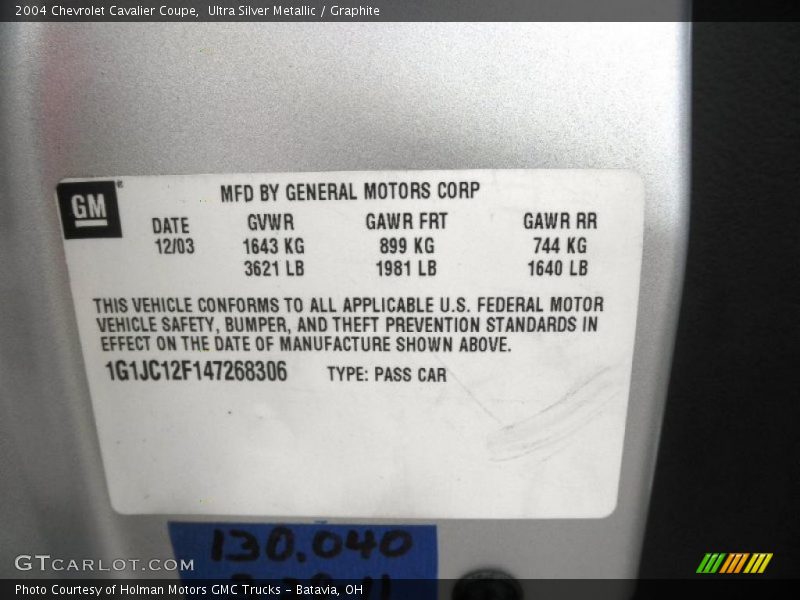 2004 Chevrolet Cavalier Coupe,  Ultra Silver Metallic / Graphite
GM
MFD BY GENERAL MOTORS CORP
DATE GVWR GAWR FRT GAWR RR
12/03 1643 KG 899 KG 744 KG
3621 LB 1981 LB 1640 LB
THIS VEHICLE CONFORMS TO ALL APPLICABLE U.S. FEDERAL MOTOR
VEHICLE SAFETY, BUMPER, AND THEFT PREVENTION STANDARDS IN
EFFECT ON THE DATE OF MANUFACTURE SHOWN ABOVE.
1G1JC12F147268306 TYPE: PASS CAR
130.040
GTCARLOT.COM
Photo Courtesy of Holman Motors GMC Trucks – Batavia, OH